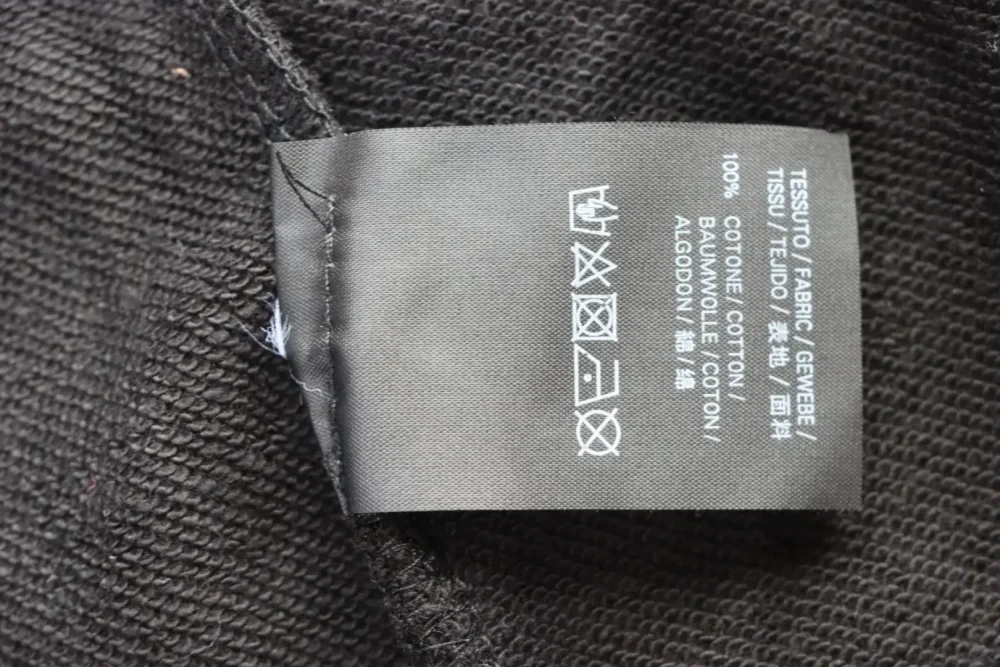 TESSUTO / FABRIC / GEWEBE /
TISSU / TEJIDO / 表地 / 面料
100% COTONE / COTTON /
BAUMWOLLE / COTON /
ALGODON / 綿 / 绵